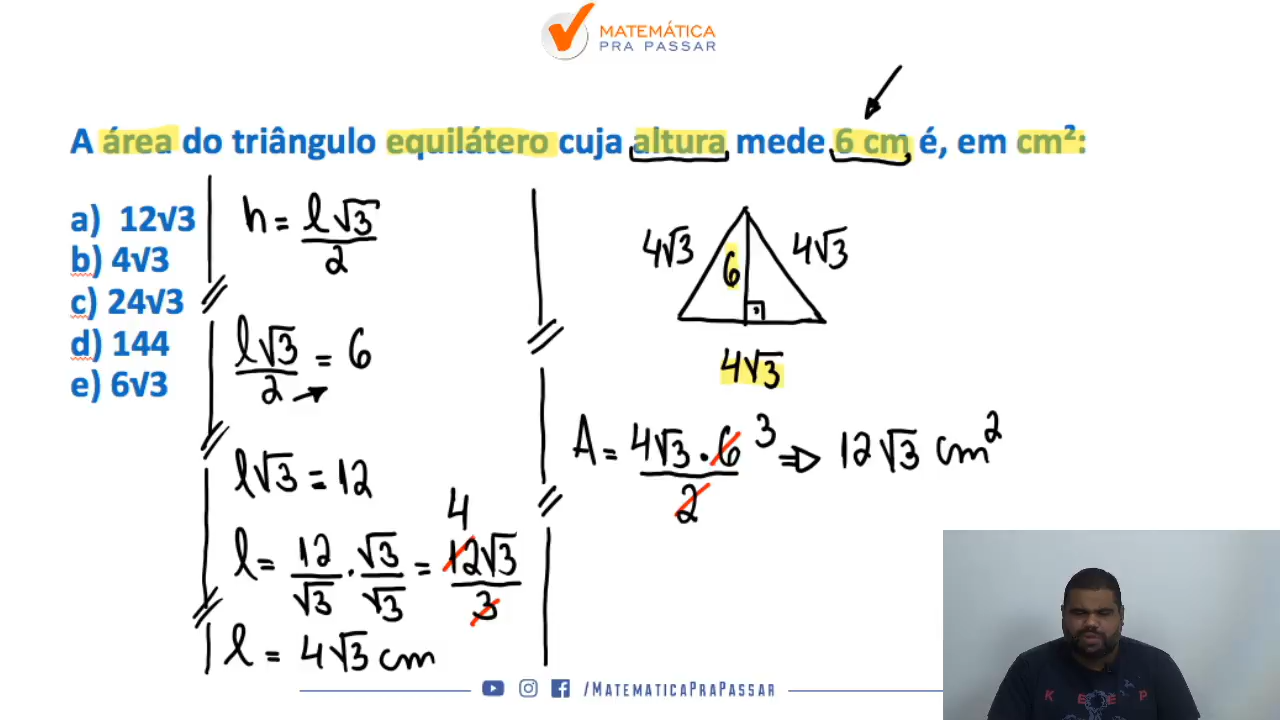 MATEMÁTICA
PRA PASSAR
A área do triângulo equilátero cuja altura mede 6 cm é, em cm²:
a) 12√3
b) 4√3
c) 24√3
d) 144
e) 6√3
h = l√3/2
l√3/2 = 6
l√3 = 12
l = 12/√3 . √3/√3 = 12√3/3 4
l = 4√3 cm
4√3 6 4√3
4√3
A = 4√3 . 6/2 3 ⇒ 12√3 cm²
/MATEMATICAPRAPASSAR
KEEP